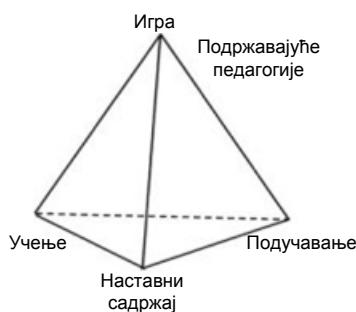 Игра
Подржавајуће
педагогије
Учење
Подучавање
Наставни
садржај